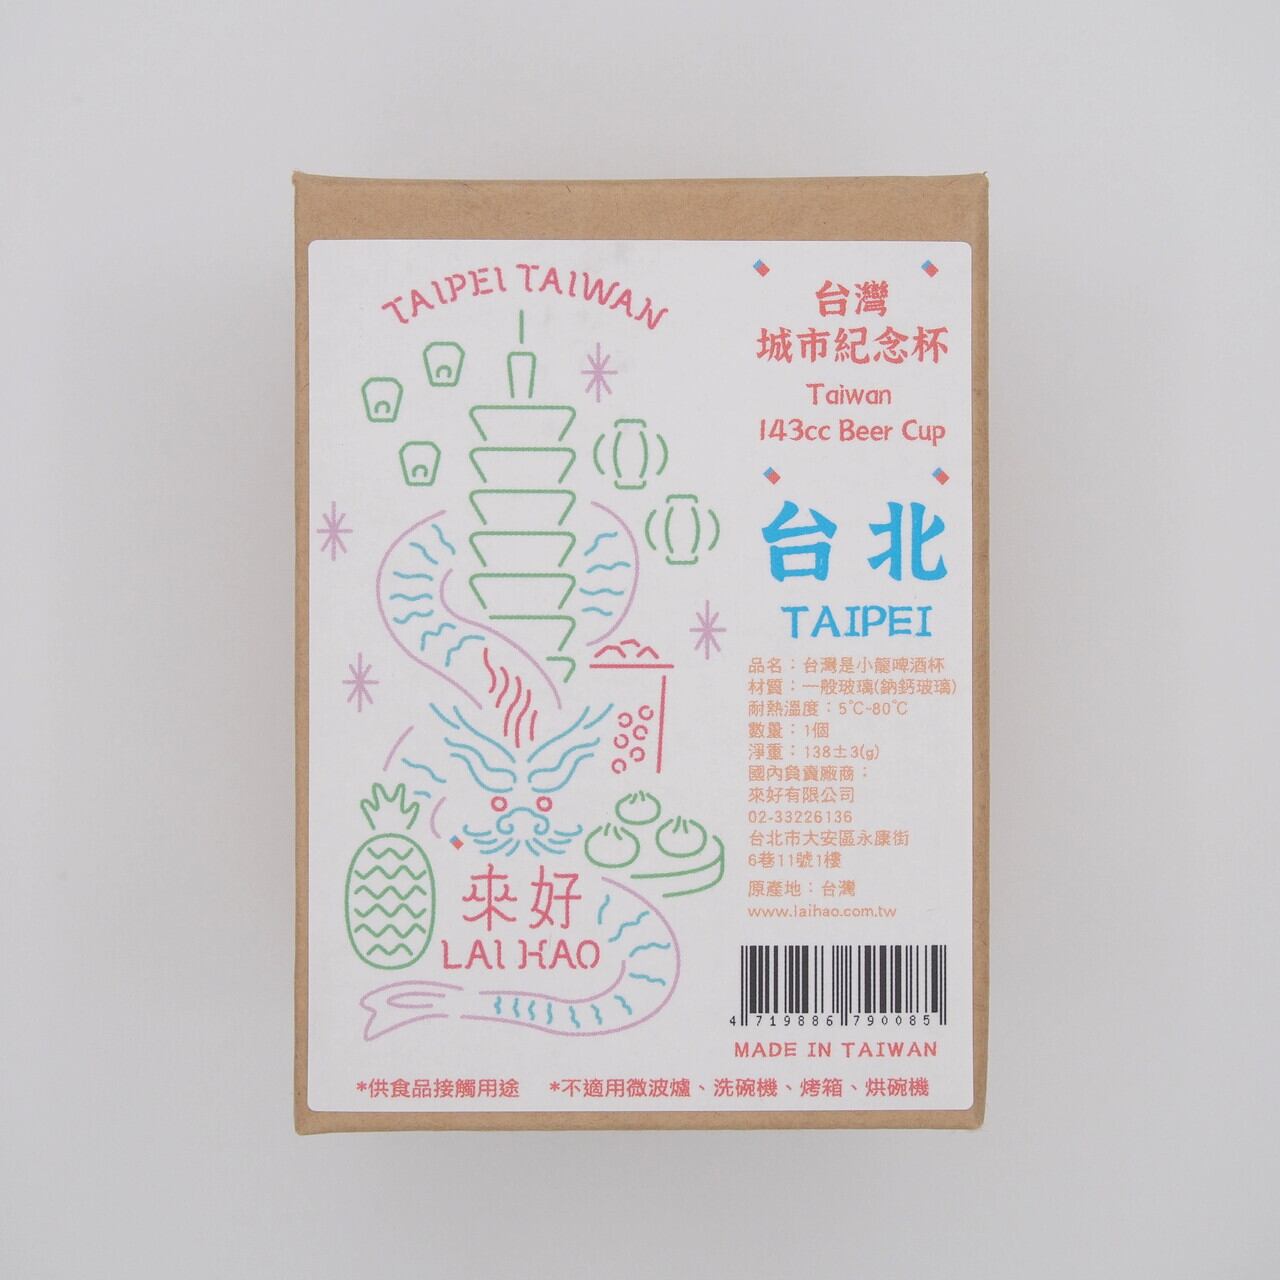 TAIPEI TAIWAN
來好
LAI HAO
台灣
城市紀念杯
Taiwan
143cc Beer Cup
台北
TAIPEI
品名：台灣是小籠啤酒杯
材質：一般玻璃(鈉鈣玻璃)
耐熱溫度：5℃-80℃
數量：1個
淨重：138±3(g)
國內負責廠商：
來好有限公司
02-33226136
台北市大安區永康街
6巷11號1樓
原產地：台灣
www.laihao.com.tw
4 719886 790085
MADE IN TAIWAN
*供食品接觸用途 *不適用微波爐、洗碗機、烤箱、烘碗機